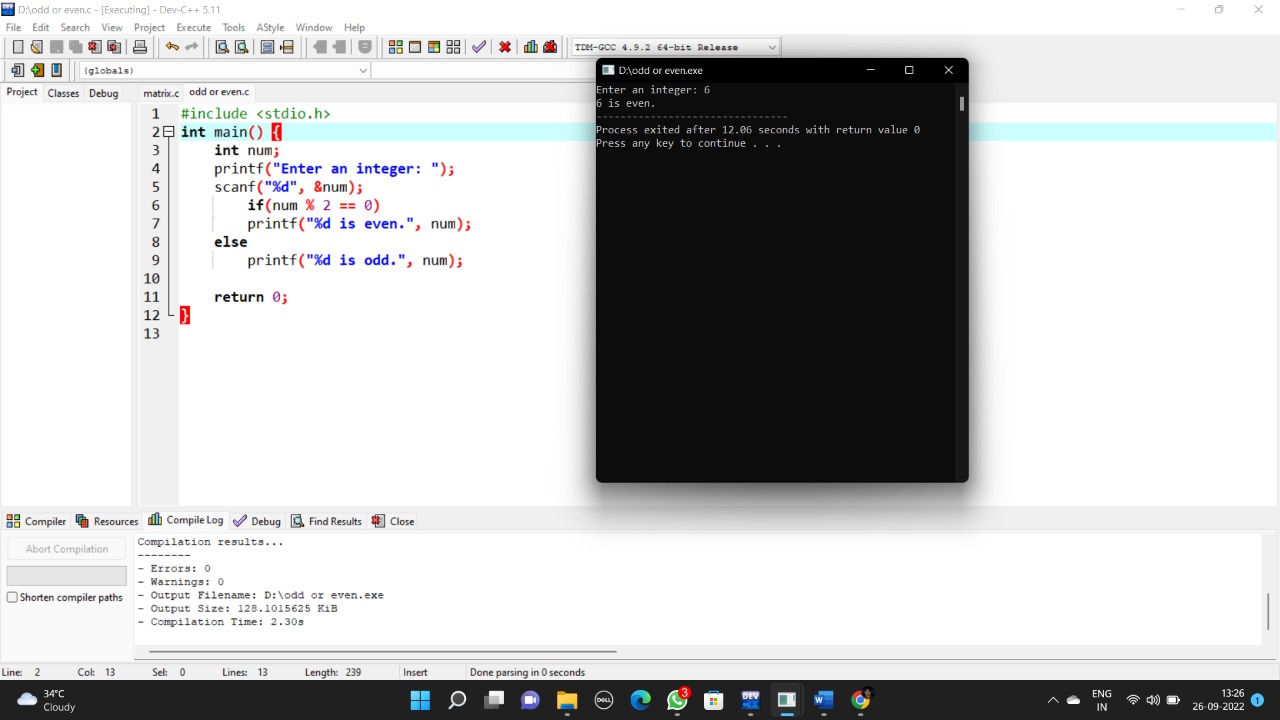 D:\odd or even.c - [Executing] - Dev-C++ 5.11
File Edit Search View Project Execute Tools AStyle Window Help
TDM-GCC 4.9.2 64-bit Release
(globals)
Project Classes Debug
matrix.c odd or even.c
1 #include <stdio.h>
2 int main() {
3 int num;
4 printf("Enter an integer: ");
5 scanf("%d", &num);
6 if(num % 2 == 0)
7 printf("%d is even.", num);
8 else
9 printf("%d is odd.", num);
10
11 return 0;
12 }
13
D:\odd or even.exe
Enter an integer: 6
6 is even.
--------------------------------
Process exited after 12.06 seconds with return value 0
Press any key to continue . . .
Compiler Resources Compile Log Debug Find Results Close
Abort Compilation
Shorten compiler paths
Compilation results...
--------
- Errors: 0
- Warnings: 0
- Output Filename: D:\odd or even.exe
- Output Size: 128.1015625 KiB
- Compilation Time: 2.30s
Line: 2 Col: 13 Sel: 0 Lines: 13 Length: 239 Insert Done parsing in 0 seconds
34°C
Cloudy
DELL
3
DEV
W
ENG
IN
13:26
26-09-2022
1